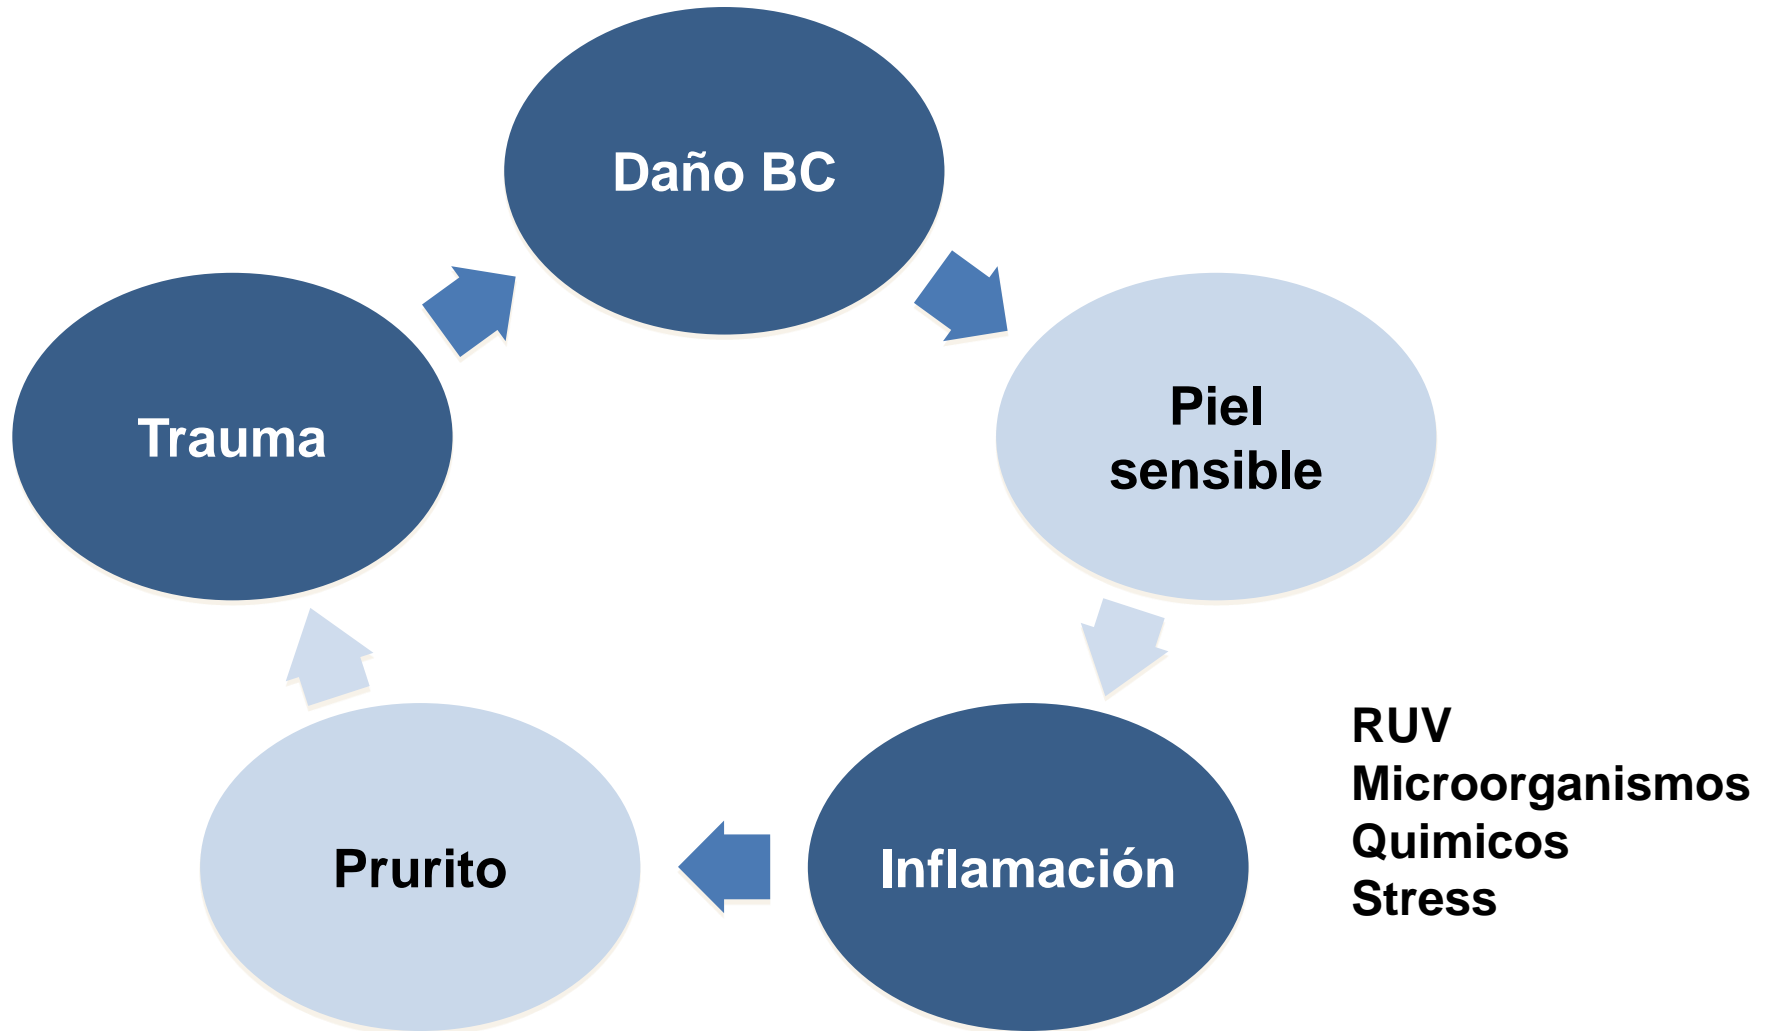 Daño BC
Piel
sensible
Trauma
Inflamación
Prurito
RUV
Microorganismos
Quimicos
Stress